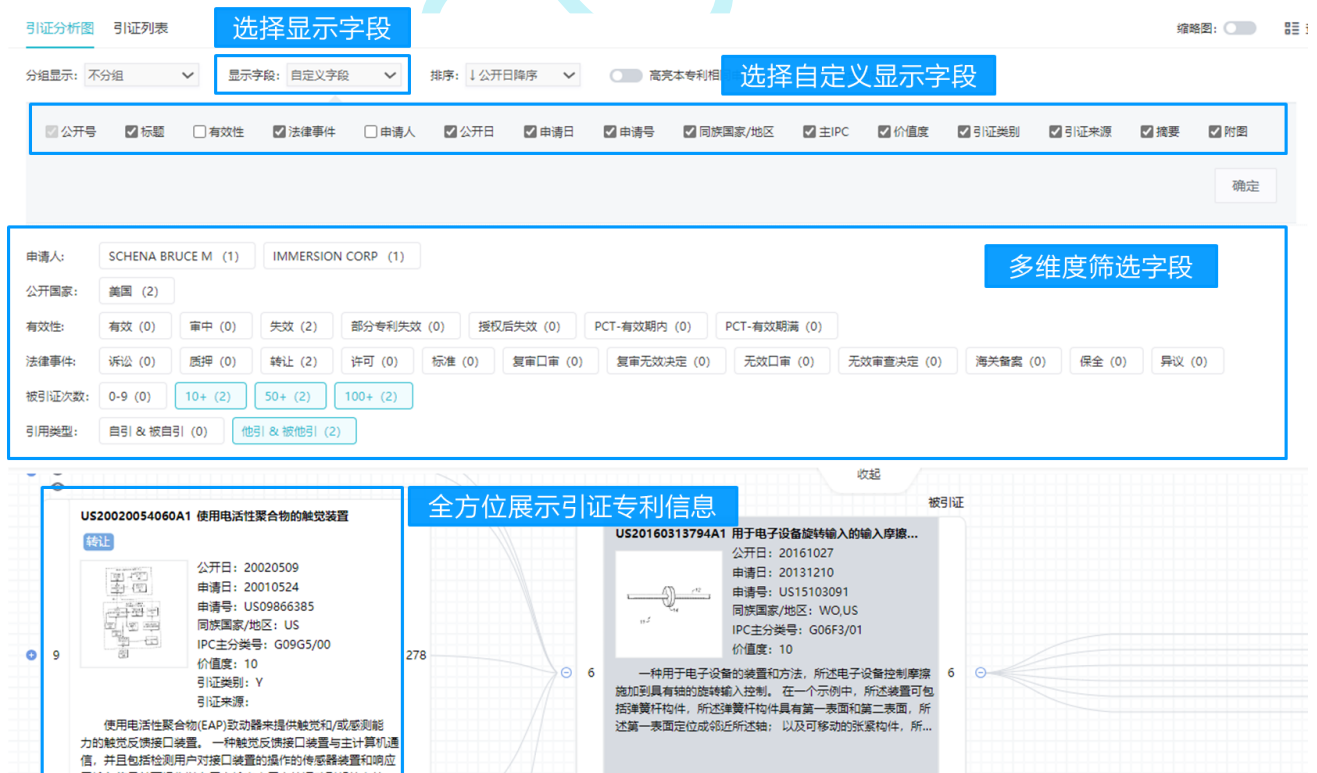 引证分析图 引证列表 选择显示字段 缩略图:
分组显示: 不分组 显示字段: 自定义字段 排序: ↓公开日降序 高亮本专利相 选择自定义显示字段
公开号 标题 有效性 法律事件 申请人 公开日 申请日 申请号 同族国家/地区 主IPC 价值度 引证类别 引证来源 摘要 附图
确定
申请人: SCHENA BRUCE M (1) IMMERSION CORP (1) 多维度筛选字段
公开国家: 美国 (2)
有效性: 有效 (0) 审中 (0) 失效 (2) 部分专利失效 (0) 授权后失效 (0) PCT-有效期内 (0) PCT-有效期满 (0)
法律事件: 诉讼 (0) 质押 (0) 转让 (2) 许可 (0) 标准 (0) 复审口审 (0) 复审无效决定 (0) 无效口审 (0) 无效审查决定 (0) 海关备案 (0) 保全 (0) 异议 (0)
被引证次数: 0-9 (0) 10+ (2) 50+ (2) 100+ (2)
引用类型: 自引 & 被自引 (0) 他引 & 被他引 (2)
收起
全方位展示引证专利信息 被引证
US20020054060A1 使用电活性聚合物的触觉装置
转让
公开日: 20020509
申请日: 20010524
申请号: US09866385
同族国家/地区: US
IPC主分类号: G09G5/00
价值度: 10
引证类别: Y
引证来源:
使用电活性聚合物(EAP)致动器来提供触觉和/或感测能
力的触觉反馈接口装置。 一种触觉反馈接口装置与主计算机通
信，并且包括检测用户对接口装置的操作的传感器装置和响应
9
278
6
US20160313794A1 用于电子设备旋转输入的输入摩擦...
公开日: 20161027
申请日: 20131210
申请号: US15103091
同族国家/地区: WO,US
IPC主分类号: G06F3/01
价值度: 10
一种用于电子设备的装置和方法，所述电子设备控制摩擦
施加到具有轴的旋转输入控制。 在一个示例中，所述装置可包
括弹簧杆构件，所述弹簧杆构件具有第一表面和第二表面，所
述第一表面定位成邻近所述轴; 以及可移动的张紧构件，所...
6